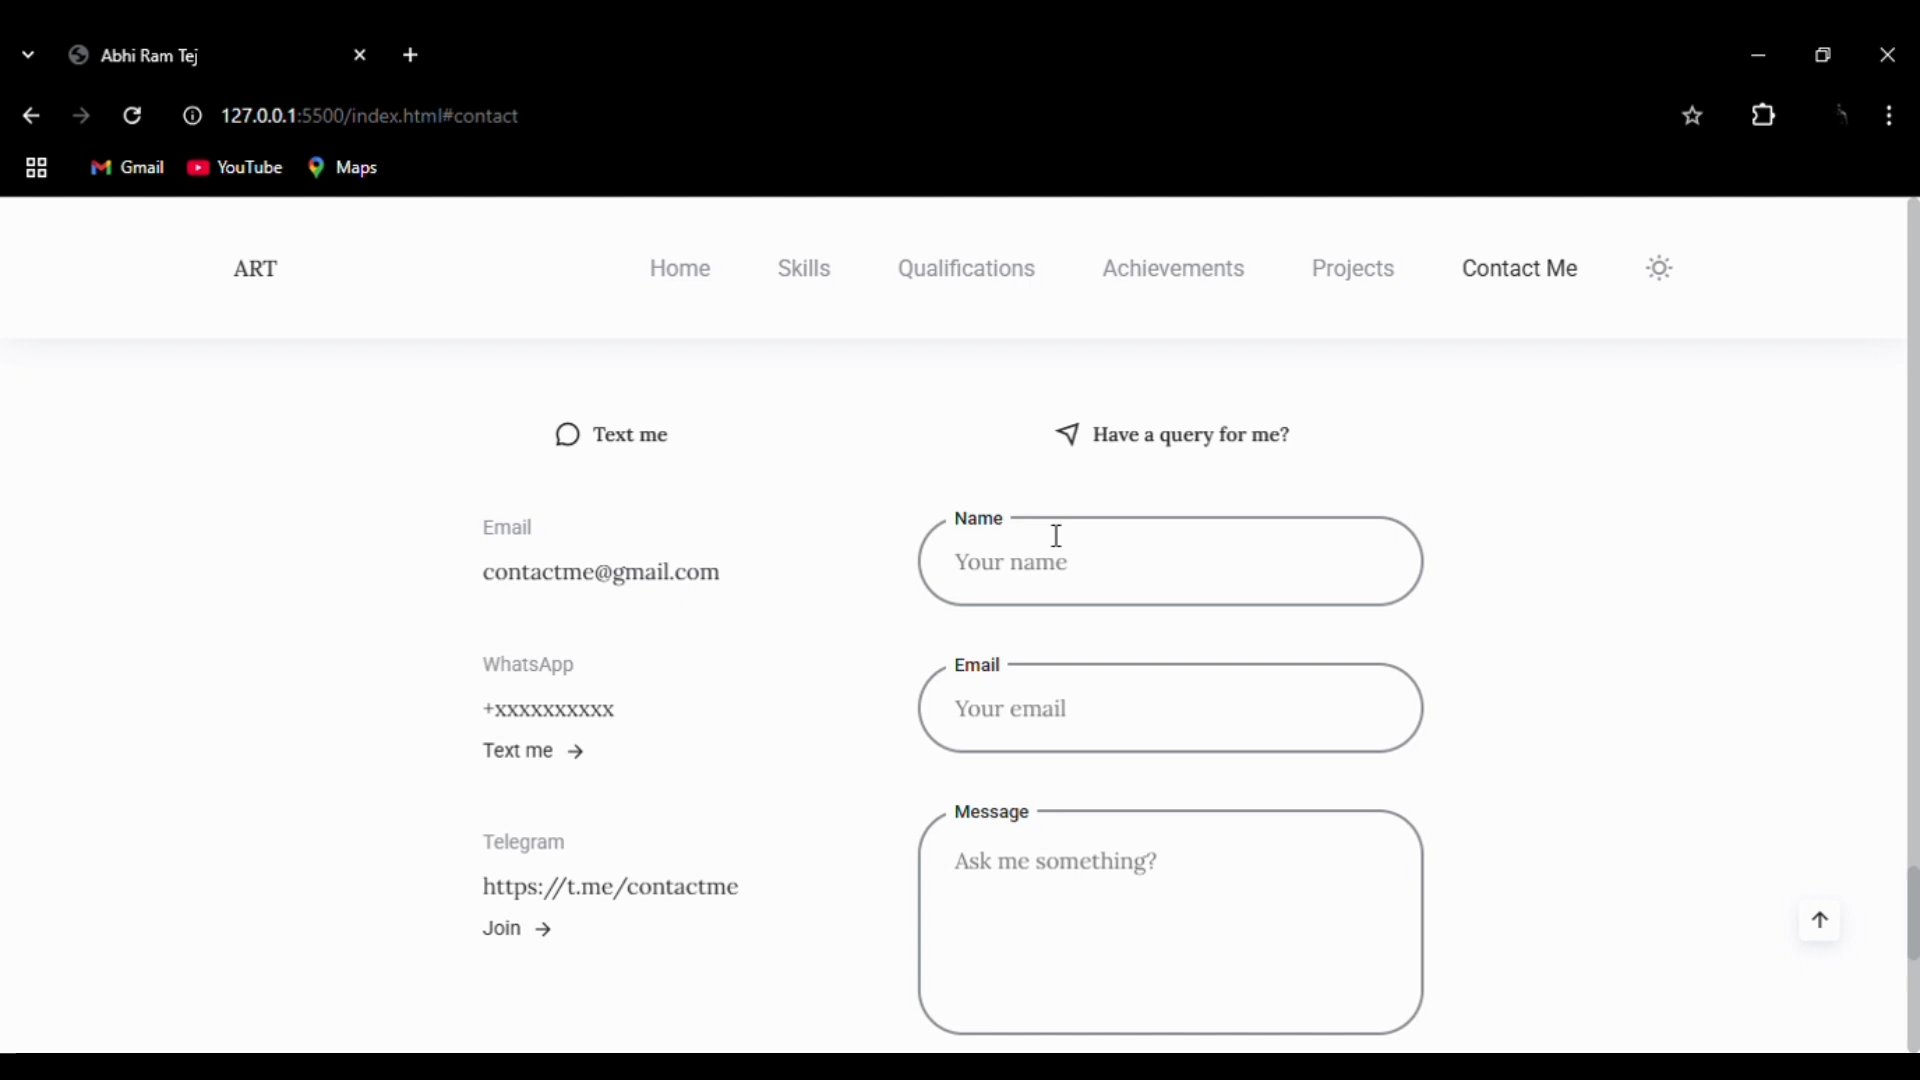 Abhi Ram Tej
127.0.0.1:5500/index.html#contact
Gmail YouTube Maps
ART Home Skills Qualifications Achievements Projects Contact Me
Text me
Email
contactme@gmail.com
WhatsApp
+xxxxxxxxxx
Text me →
Telegram
https://t.me/contactme
Join →
Have a query for me?
Name
Your name
Email
Your email
Message
Ask me something?